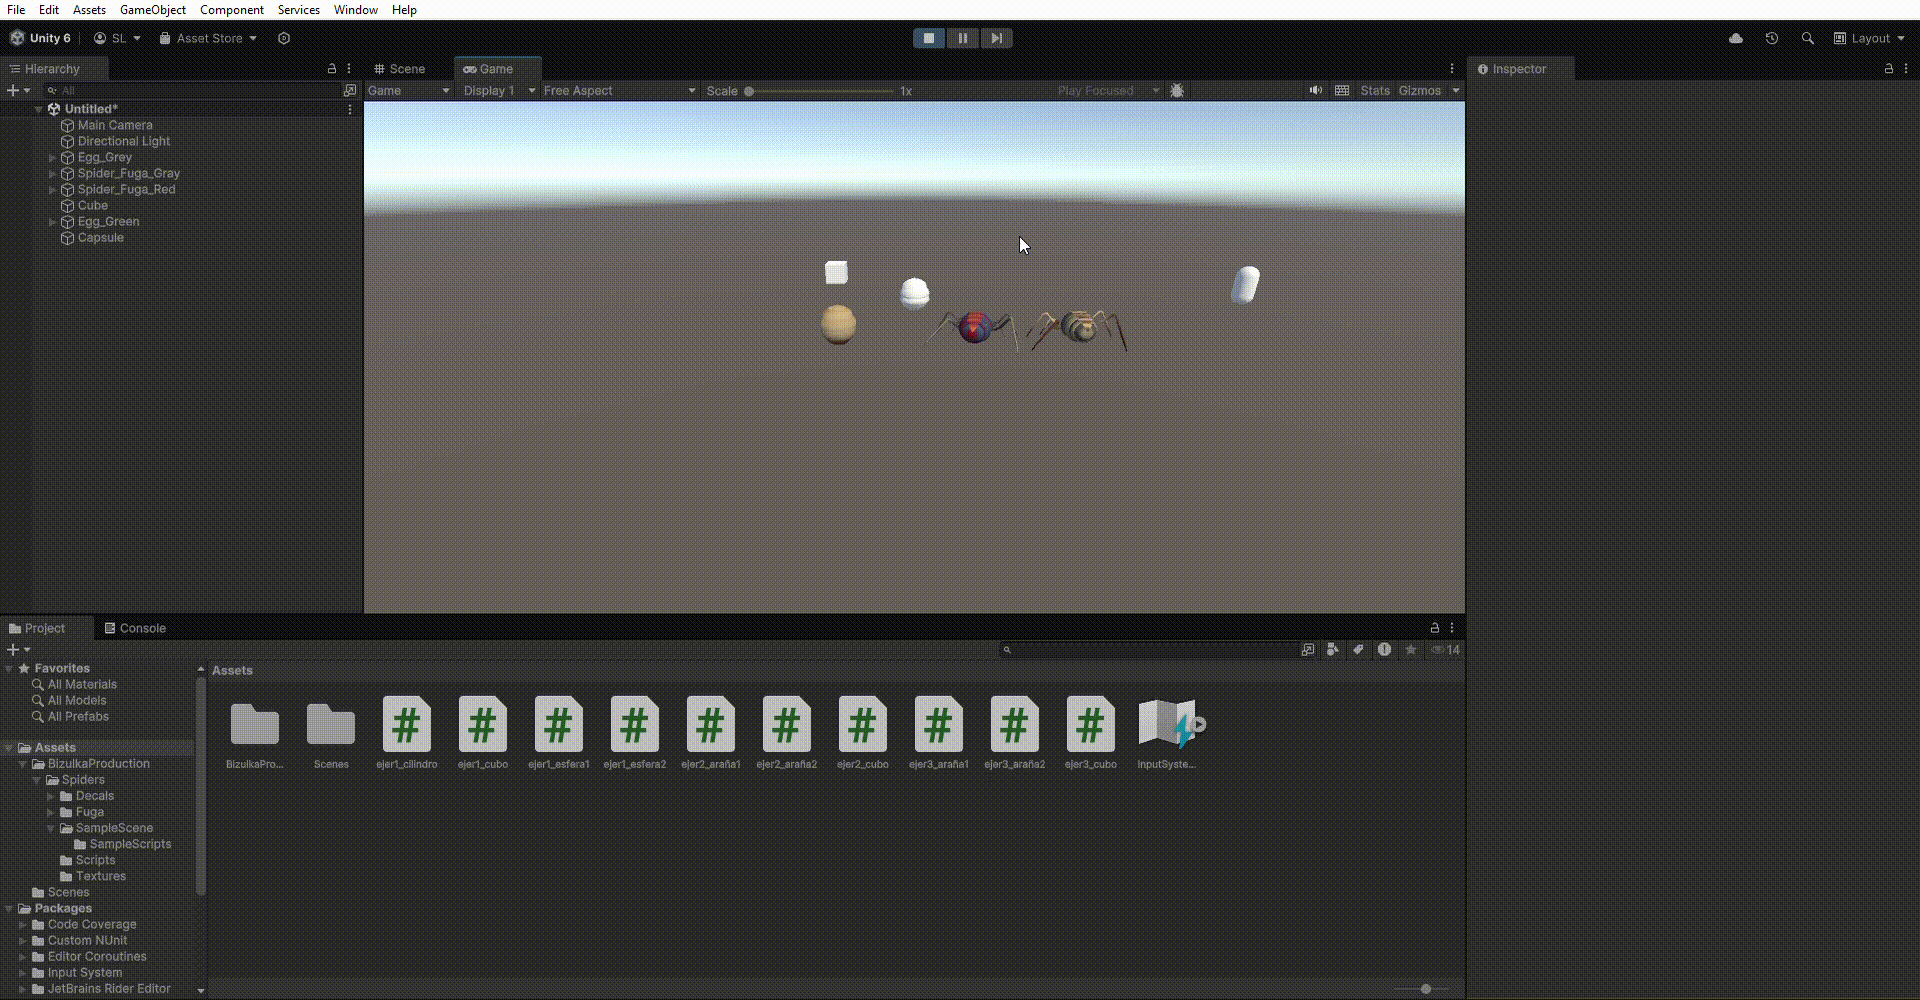 File Edit Assets GameObject Component Services Window Help
Unity 6 SL Asset Store Layout
Hierarchy
All
Untitled*
Main Camera
Directional Light
Egg_Grey
Spider_Fuga_Gray
Spider_Fuga_Red
Cube
Egg_Green
Capsule
Scene Game
Game Display 1 Free Aspect Scale 1x Play Focused Stats Gizmos
Inspector
Project Console
14
Favorites
All Materials
All Models
All Prefabs
Assets
BizulkaProduction
Spiders
Decals
Fuga
SampleScene
SampleScripts
Scripts
Textures
Scenes
Packages
Code Coverage
Custom NUnit
Editor Coroutines
Input System
JetBrains Rider Editor
Assets
BizulkaPro... Scenes ejer1_cilindro ejer1_cubo ejer1_esfera1 ejer1_esfera2 ejer2_araña1 ejer2_araña2 ejer2_cubo ejer3_araña1 ejer3_araña2 ejer3_cubo InputSyste...